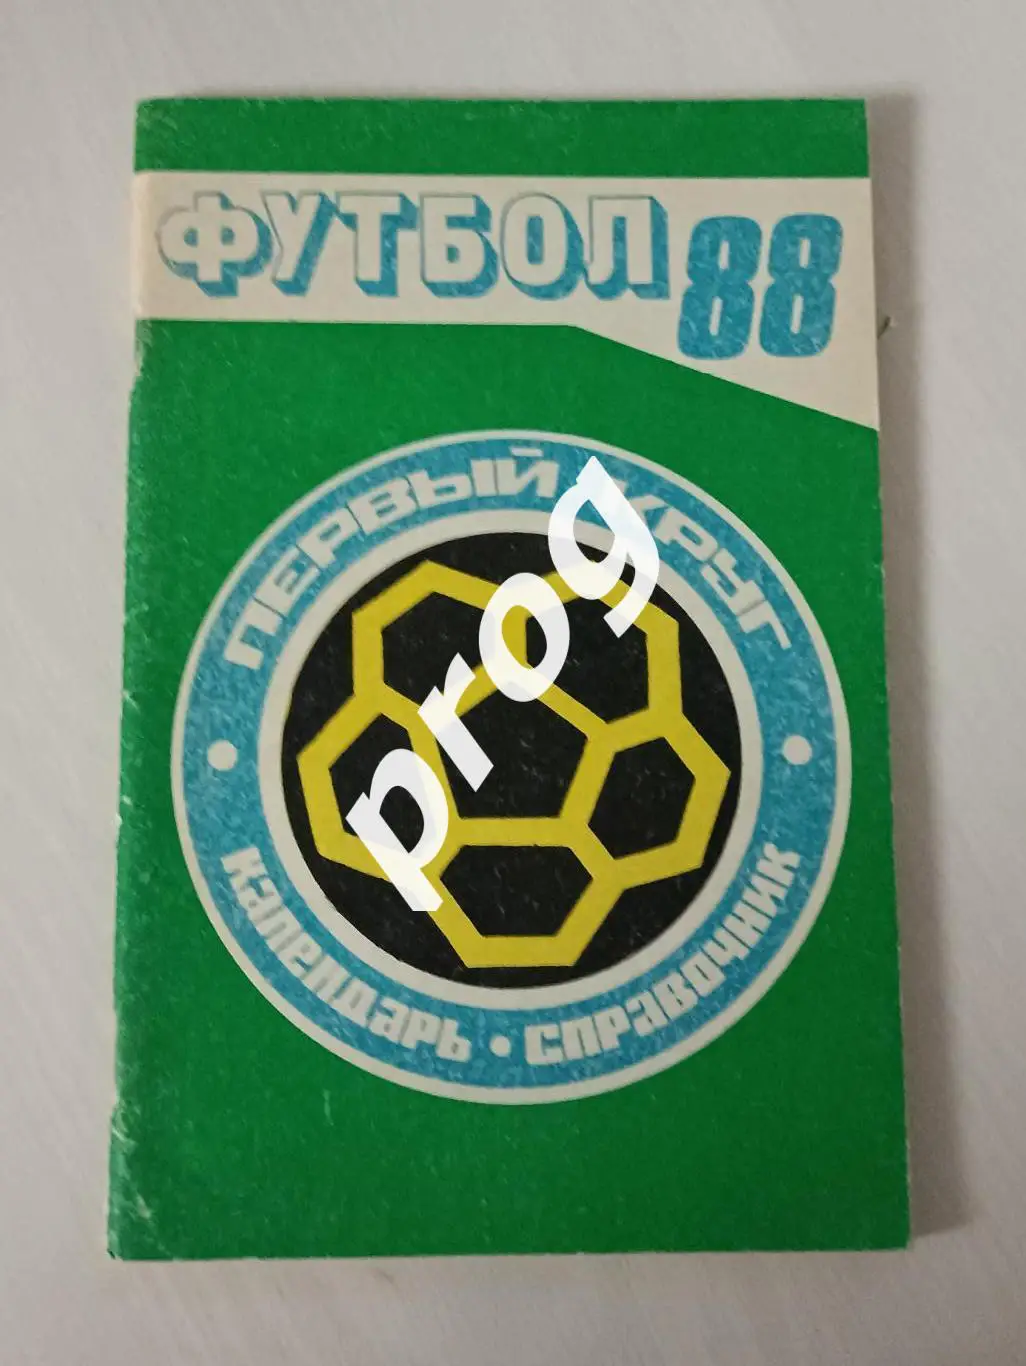 ФУТБОЛ 88
ПЕРВЫЙ КРУГ
prog
календарь • справочник